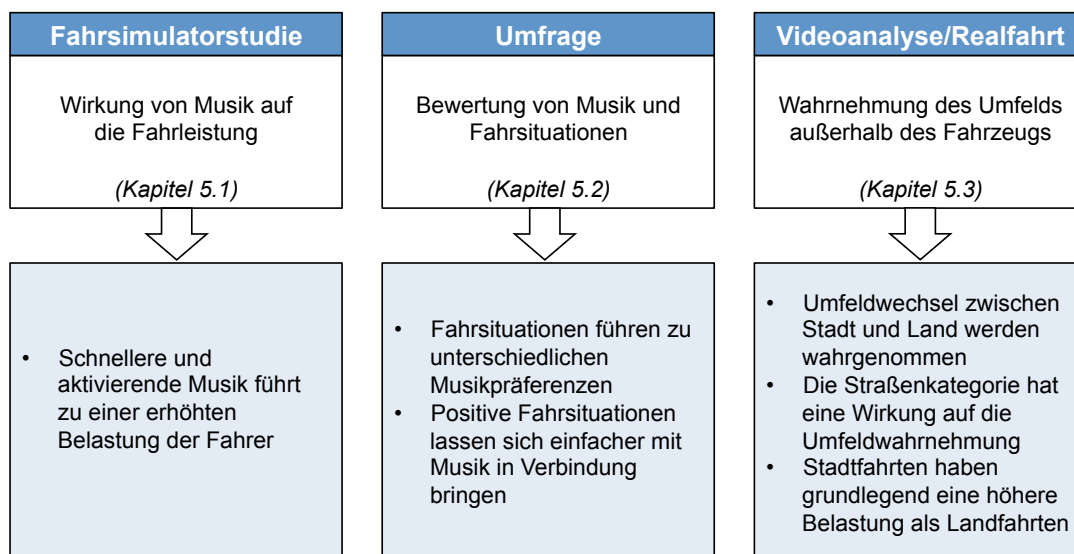 Fahrsimulatorstudie
Wirkung von Musik auf
die Fahrleistung
(Kapitel 5.1)
• Schnellere und
aktivierende Musik führt
zu einer erhöhten
Belastung der Fahrer
Umfrage
Bewertung von Musik und
Fahrsituationen
(Kapitel 5.2)
• Fahrsituationen führen zu
unterschiedlichen
Musikpräferenzen
• Positive Fahrsituationen
lassen sich einfacher mit
Musik in Verbindung
bringen
Videoanalyse/Realfahrt
Wahrnehmung des Umfelds
außerhalb des Fahrzeugs
(Kapitel 5.3)
• Umfeldwechsel zwischen
Stadt und Land werden
wahrgenommen
• Die Straßenkategorie hat
eine Wirkung auf die
Umfeldwahrnehmung
• Stadtfahrten haben
grundlegend eine höhere
Belastung als Landfahrten